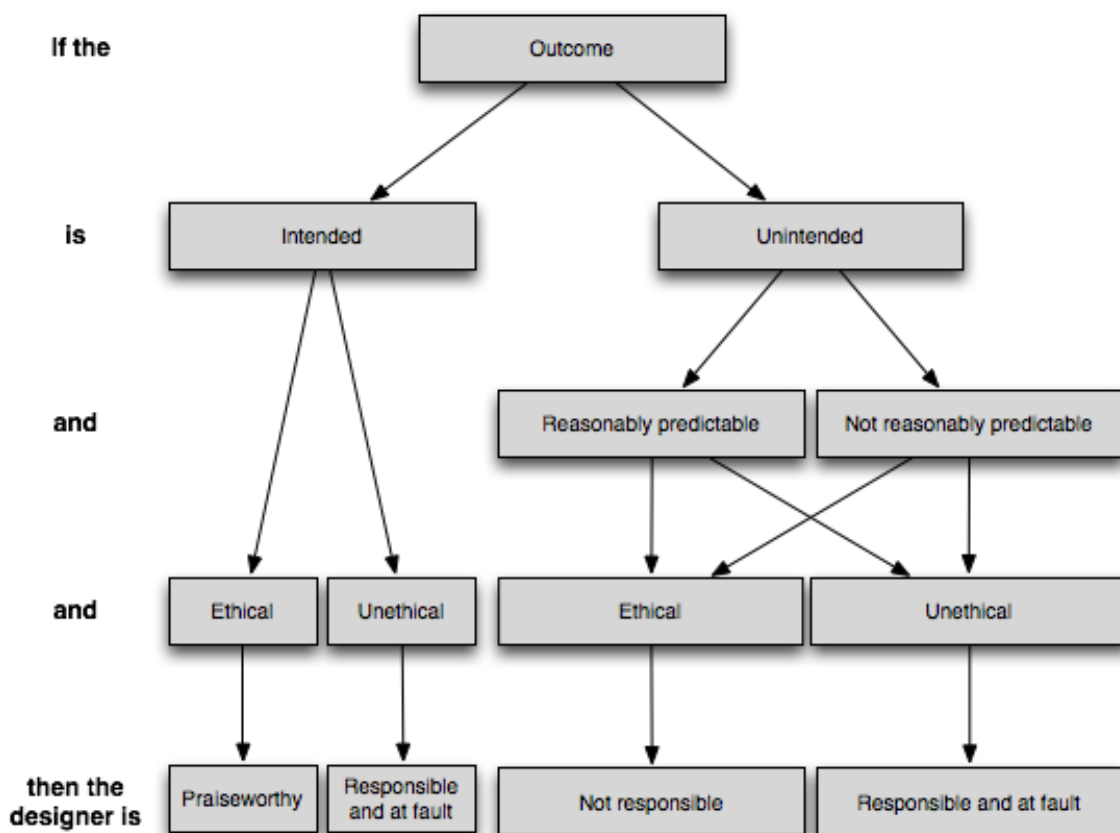 If the
Outcome
is
Intended
Unintended
and
Reasonably predictable
Not reasonably predictable
and
Ethical
Unethical
Ethical
Unethical
then the
designer is
Praiseworthy
Responsible
and at fault
Not responsible
Responsible and at fault